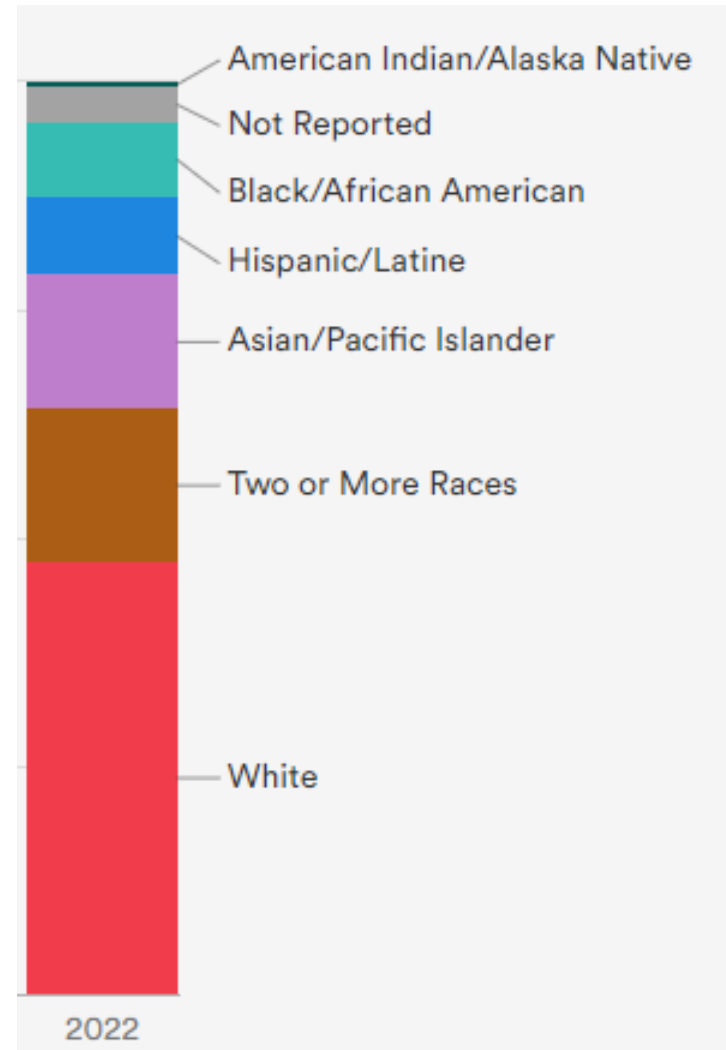 American Indian/Alaska Native
Not Reported
Black/African American
Hispanic/Latine
Asian/Pacific Islander
Two or More Races
White
2022